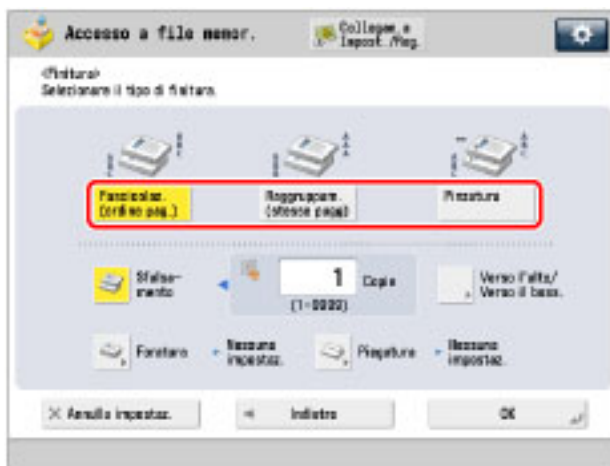 Accesso a file memor.
Collegam. a
Impost./Reg.
<Finitura>
Selezionare il tipo di finitura.
Fascicolaz.
(ordine pag.)
Raggruppam.
(stesse pagg)
Pinzatura
Sfalsa-
mento
1
Copie
(1-9999)
Verso l'alto/
Verso il bass.
Foratura
Nessuna
impostaz.
Piegatura
Nessuna
impostaz.
Annulla impostaz.
Indietro
OK